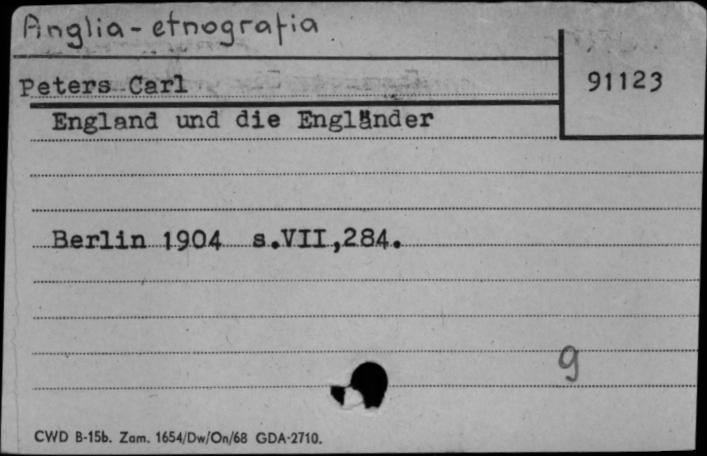 Anglia - etnografia
Peters Carl
91123
England und die Engländer
Berlin 1904 s.VII,284.
g
CWD B-15b. Zam. 1654/Dw/On/68 GDA-2710.